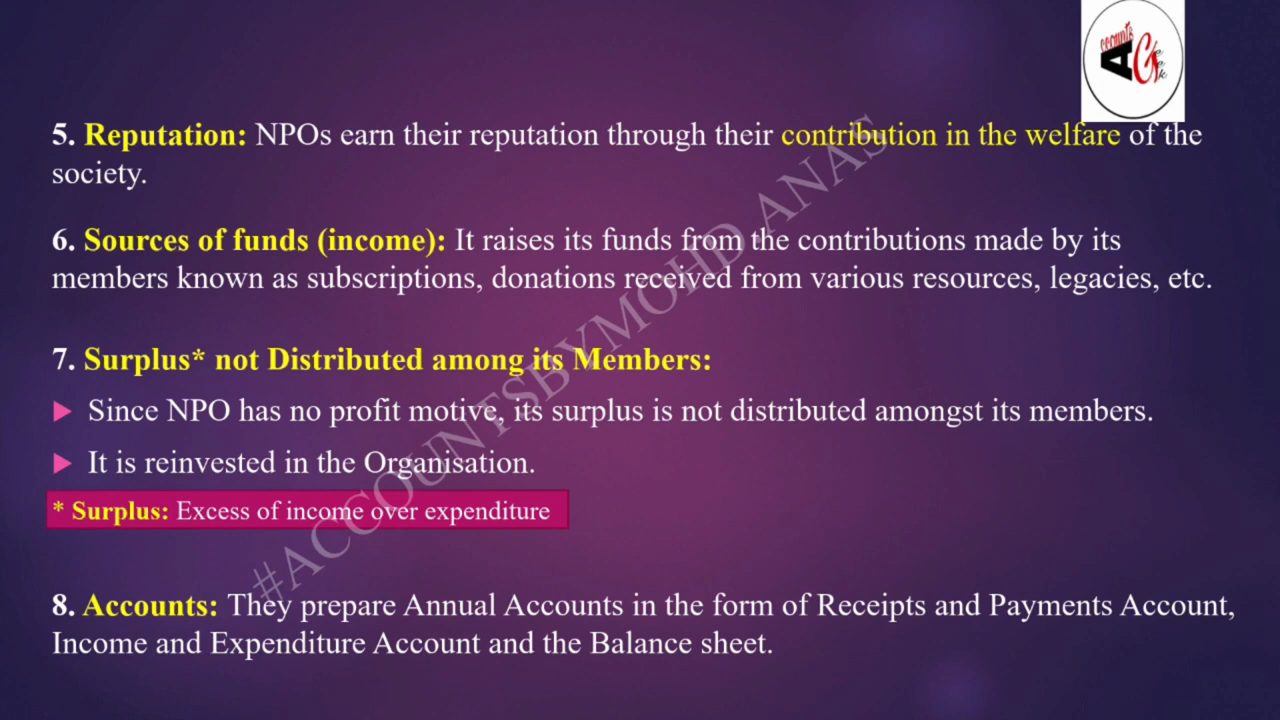 Accounts Geek
5. Reputation: NPOs earn their reputation through their contribution in the welfare of the
society.
6. Sources of funds (income): It raises its funds from the contributions made by its
members known as subscriptions, donations received from various resources, legacies, etc.
7. Surplus* not Distributed among its Members:
Since NPO has no profit motive, its surplus is not distributed amongst its members.
It is reinvested in the Organisation.
* Surplus: Excess of income over expenditure
#ACCOUNTSBYMOHD.ANAS
8. Accounts: They prepare Annual Accounts in the form of Receipts and Payments Account,
Income and Expenditure Account and the Balance sheet.